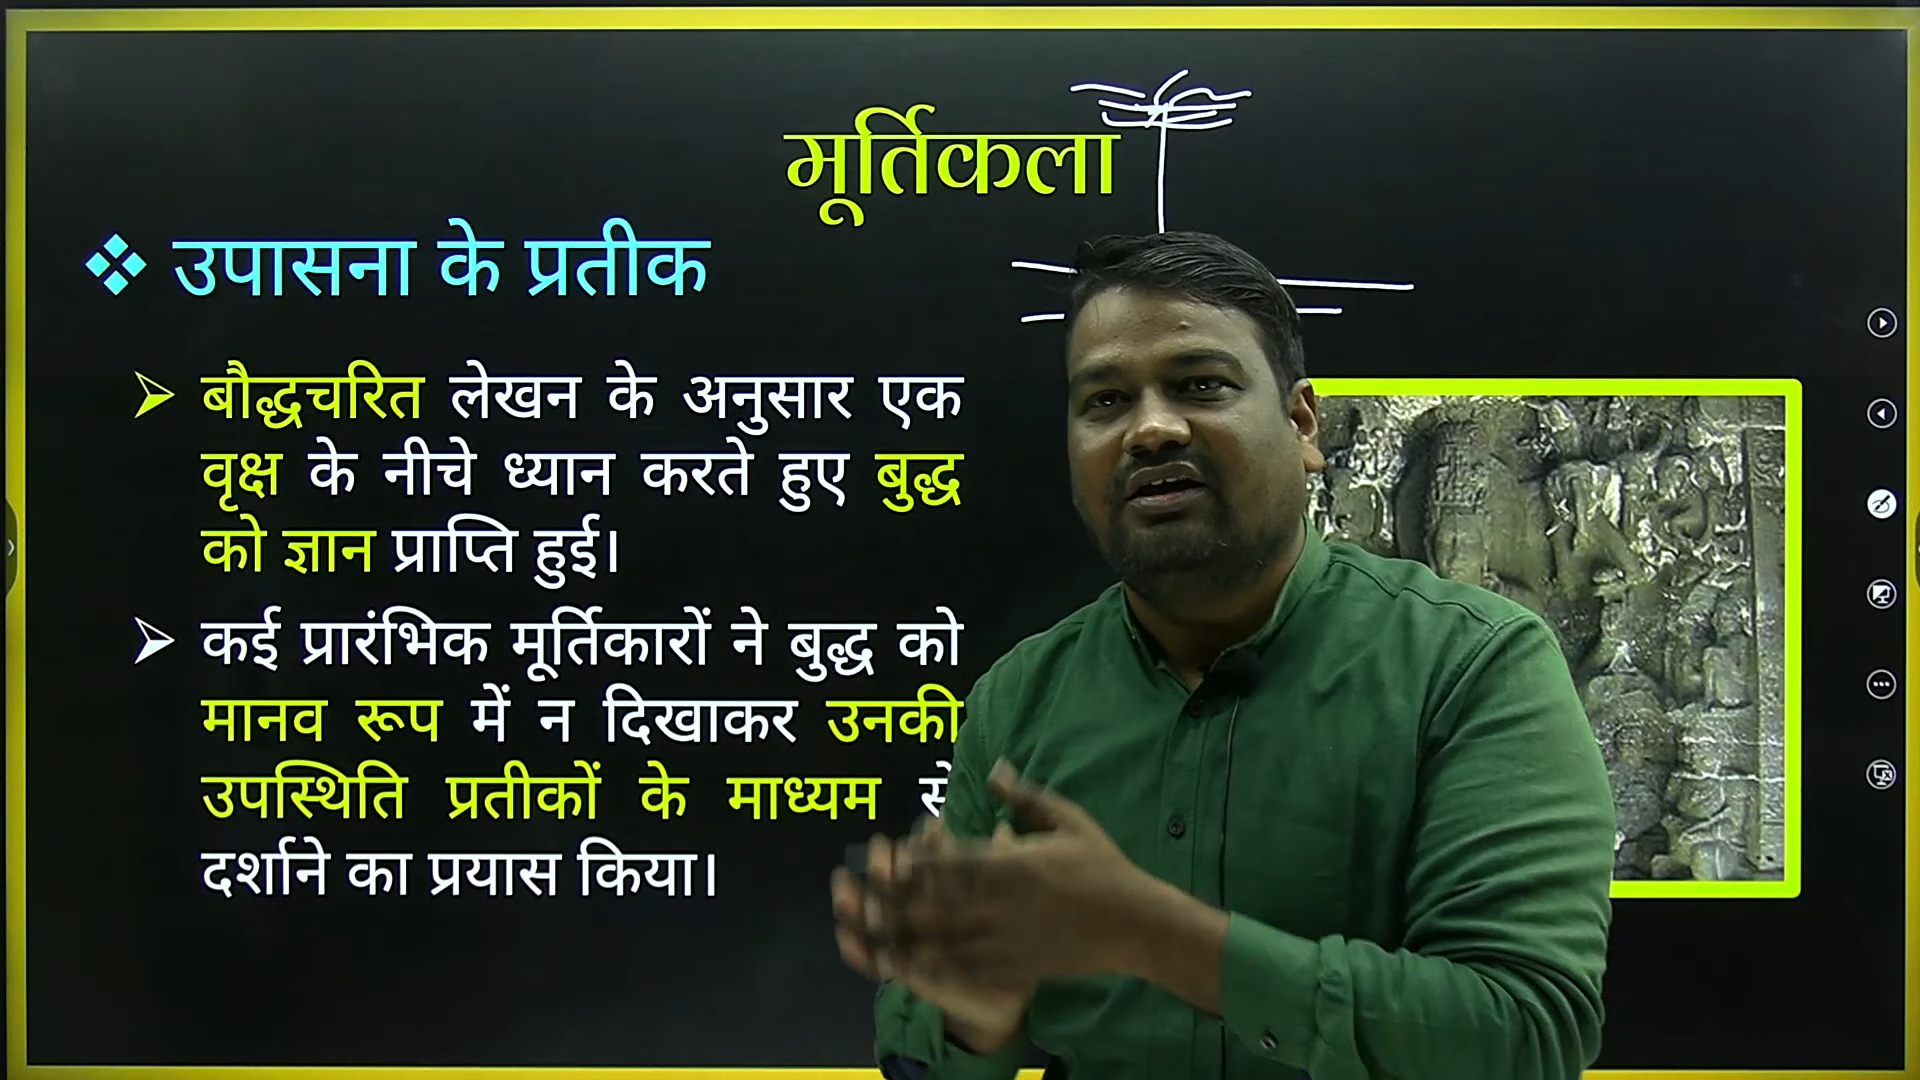 मूर्तिकला
❖ उपासना के प्रतीक
➢ बौद्धचरित लेखन के अनुसार एक
वृक्ष के नीचे ध्यान करते हुए बुद्ध
को ज्ञान प्राप्ति हुई।
➢ कई प्रारंभिक मूर्तिकारों ने बुद्ध को
मानव रूप में न दिखाकर उनकी
उपस्थिति प्रतीकों के माध्यम से
दर्शाने का प्रयास किया।